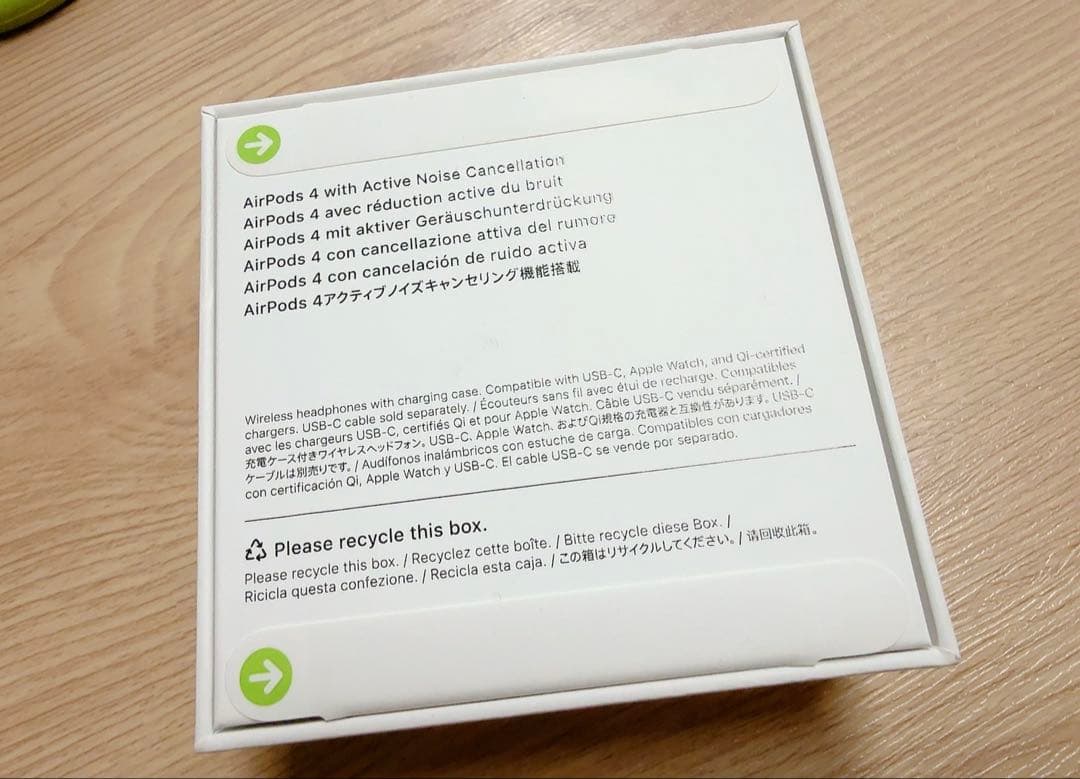 AirPods 4 with Active Noise Cancellation
AirPods 4 avec réduction active du bruit
AirPods 4 mit aktiver Geräuschunterdrückung
AirPods 4 con cancellazione attiva del rumore
AirPods 4 con cancelación de ruido activa
AirPods 4アクティブノイズキャンセリング機能搭載
Wireless headphones with charging case. Compatible with USB-C, Apple Watch, and Qi-certified
chargers. USB-C cable sold separately. / Écouteurs sans fil avec étui de recharge. Compatibles
avec les chargeurs USB-C, certifiés Qi et pour Apple Watch. Câble USB-C vendu séparément. /
充電ケース付きワイヤレスヘッドフォン。USB-C、Apple Watch、およびQi規格の充電器と互換性があります。USB-C
ケーブルは別売りです。/ Audífonos inalámbricos con estuche de carga. Compatibles con cargadores
con certificación Qi, Apple Watch y USB-C. El cable USB-C se vende por separado.
Please recycle this box.
Please recycle this box. / Recyclez cette boîte. / Bitte recycle diese Box. /
Ricicla questa confezione. / Recicla esta caja. / この箱はリサイクルしてください。/ 请回收此箱。